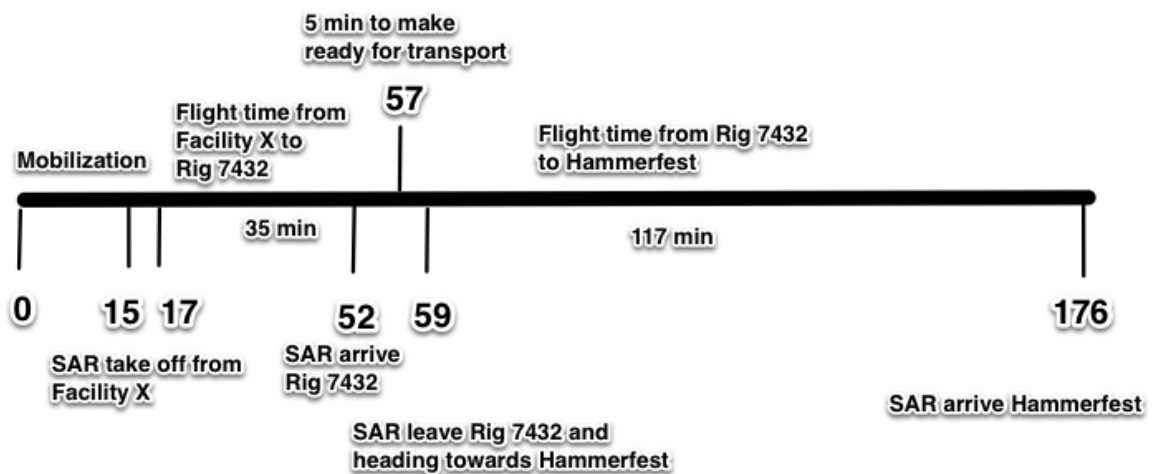 5 min to make
ready for transport
57
Flight time from
Facility X to
Rig 7432
Flight time from Rig 7432
to Hammerfest
Mobilization
35 min
117 min
0
15
17
52
59
176
SAR take off from
Facility X
SAR arrive
Rig 7432
SAR arrive Hammerfest
SAR leave Rig 7432 and
heading towards Hammerfest